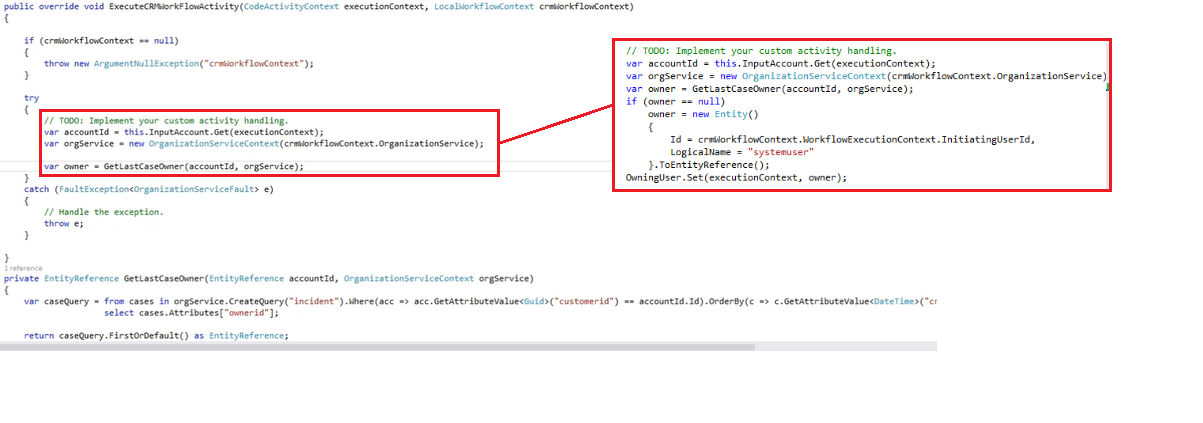 public override void ExecuteCRMWorkFlowActivity(CodeActivityContext executionContext, LocalWorkflowContext crmWorkflowContext)
{
if (crmWorkflowContext == null)
{
throw new ArgumentNullException("crmWorkflowContext");
}
try
{
// TODO: Implement your custom activity handling.
var accountId = this.InputAccount.Get(executionContext);
var orgService = new OrganizationServiceContext(crmWorkflowContext.OrganizationService);
var owner = GetLastCaseOwner(accountId, orgService);
}
catch (FaultException<OrganizationServiceFault> e)
{
// Handle the exception.
throw e;
}
}
1 reference
private EntityReference GetLastCaseOwner(EntityReference accountId, OrganizationServiceContext orgService)
{
var caseQuery = from cases in orgService.CreateQuery("incident").Where(acc => acc.GetAttributeValue<Guid>("customerid") == accountId.Id).OrderBy(c => c.GetAttributeValue<DateTime>("cr
select cases.Attributes["ownerid"];
return caseQuery.FirstOrDefault() as EntityReference;
// TODO: Implement your custom activity handling.
var accountId = this.InputAccount.Get(executionContext);
var orgService = new OrganizationServiceContext(crmWorkflowContext.OrganizationService)
var owner = GetLastCaseOwner(accountId, orgService);
if (owner == null)
owner = new Entity()
{
Id = crmWorkflowContext.WorkflowExecutionContext.InitiatingUserId,
LogicalName = "systemuser"
}.ToEntityReference();
OwningUser.Set(executionContext, owner);